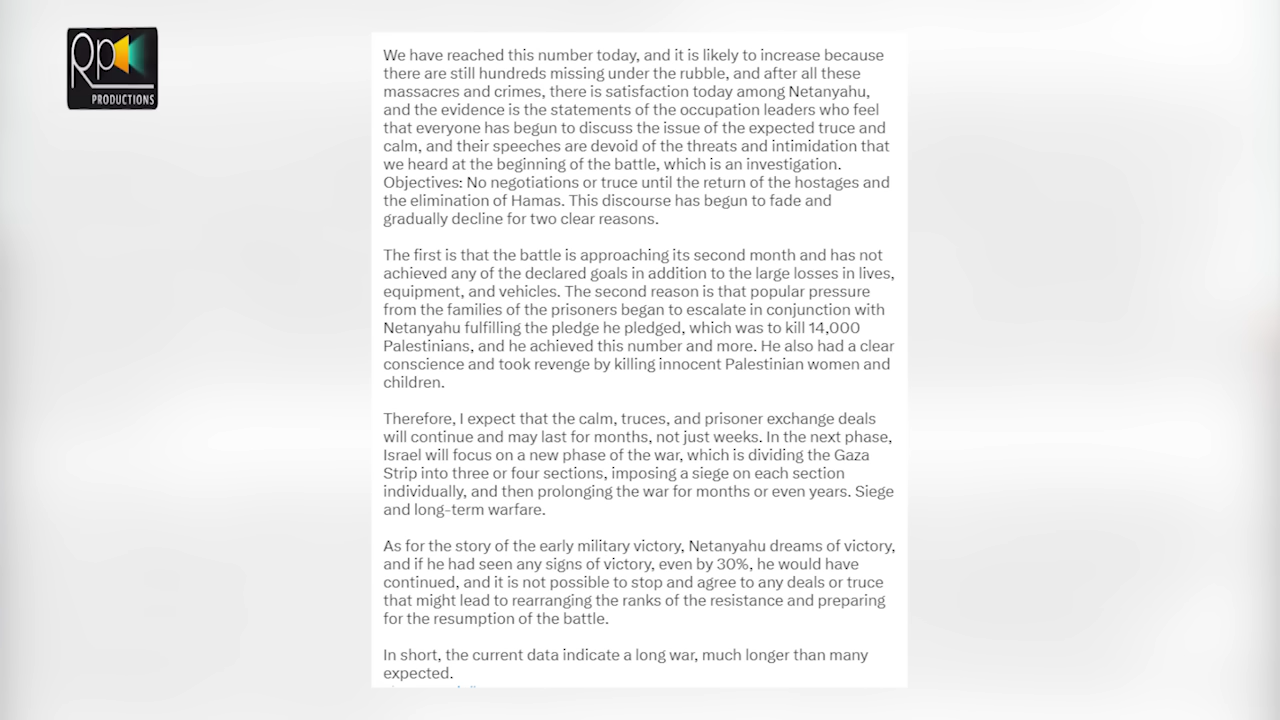 Rp
PRODUCTIONS
We have reached this number today, and it is likely to increase because
there are still hundreds missing under the rubble, and after all these
massacres and crimes, there is satisfaction today among Netanyahu,
and the evidence is the statements of the occupation leaders who feel
that everyone has begun to discuss the issue of the expected truce and
calm, and their speeches are devoid of the threats and intimidation that
we heard at the beginning of the battle, which is an investigation.
Objectives: No negotiations or truce until the return of the hostages and
the elimination of Hamas. This discourse has begun to fade and
gradually decline for two clear reasons.
The first is that the battle is approaching its second month and has not
achieved any of the declared goals in addition to the large losses in lives,
equipment, and vehicles. The second reason is that popular pressure
from the families of the prisoners began to escalate in conjunction with
Netanyahu fulfilling the pledge he pledged, which was to kill 14,000
Palestinians, and he achieved this number and more. He also had a clear
conscience and took revenge by killing innocent Palestinian women and
children.
Therefore, I expect that the calm, truces, and prisoner exchange deals
will continue and may last for months, not just weeks. In the next phase,
Israel will focus on a new phase of the war, which is dividing the Gaza
Strip into three or four sections, imposing a siege on each section
individually, and then prolonging the war for months or even years. Siege
and long-term warfare.
As for the story of the early military victory, Netanyahu dreams of victory,
and if he had seen any signs of victory, even by 30%, he would have
continued, and it is not possible to stop and agree to any deals or truce
that might lead to rearranging the ranks of the resistance and preparing
for the resumption of the battle.
In short, the current data indicate a long war, much longer than many
expected.